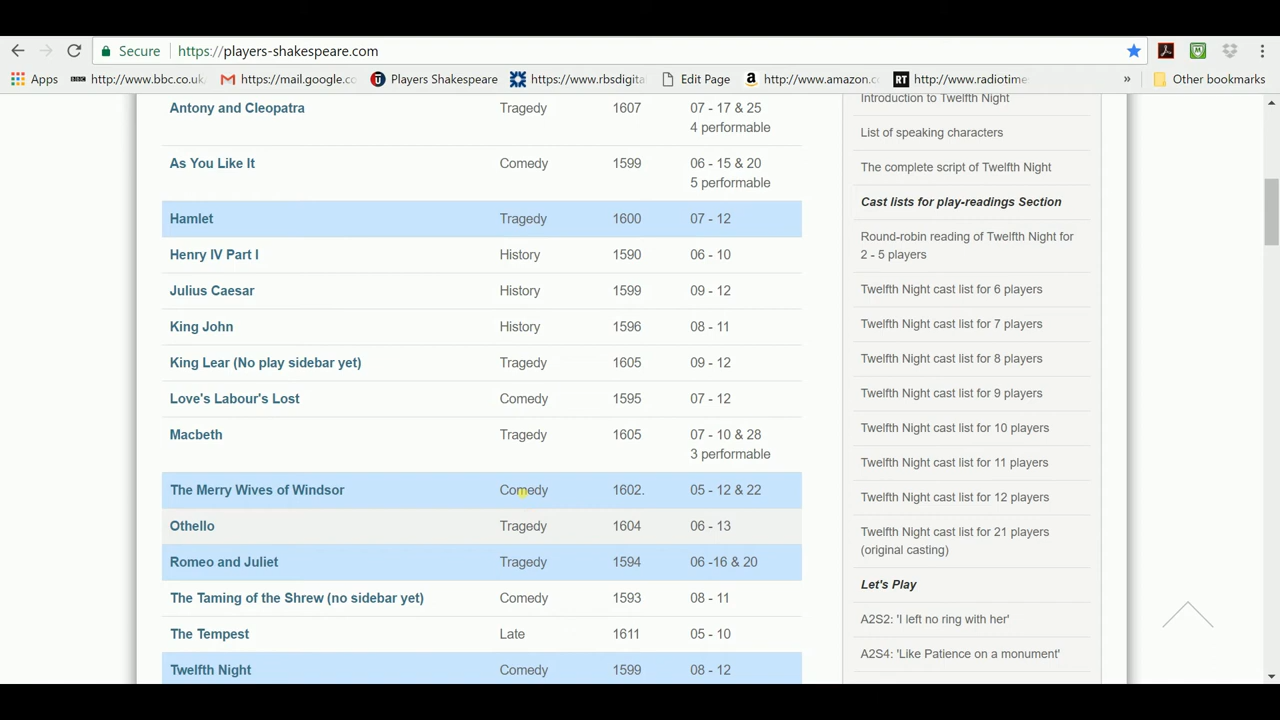 Secure https://players-shakespeare.com
Apps http://www.bbc.co.uk, https://mail.google.co Players Shakespeare https://www.rbsdigita Edit Page http://www.amazon.c http://www.radiotime » Other bookmarks
Antony and Cleopatra Tragedy 1607 07 - 17 & 25
4 performable
As You Like It Comedy 1599 06 - 15 & 20
5 performable
Hamlet Tragedy 1600 07 - 12
Henry IV Part I History 1590 06 - 10
Julius Caesar History 1599 09 - 12
King John History 1596 08 - 11
King Lear (No play sidebar yet) Tragedy 1605 09 - 12
Love's Labour's Lost Comedy 1595 07 - 12
Macbeth Tragedy 1605 07 - 10 & 28
3 performable
The Merry Wives of Windsor Comedy 1602. 05 - 12 & 22
Othello Tragedy 1604 06 - 13
Romeo and Juliet Tragedy 1594 06 -16 & 20
The Taming of the Shrew (no sidebar yet) Comedy 1593 08 - 11
The Tempest Late 1611 05 - 10
Twelfth Night Comedy 1599 08 - 12
Introduction to Twelfth Night
List of speaking characters
The complete script of Twelfth Night
Cast lists for play-readings Section
Round-robin reading of Twelfth Night for
2 - 5 players
Twelfth Night cast list for 6 players
Twelfth Night cast list for 7 players
Twelfth Night cast list for 8 players
Twelfth Night cast list for 9 players
Twelfth Night cast list for 10 players
Twelfth Night cast list for 11 players
Twelfth Night cast list for 12 players
Twelfth Night cast list for 21 players
(original casting)
Let's Play
A2S2: 'I left no ring with her'
A2S4: 'Like Patience on a monument'